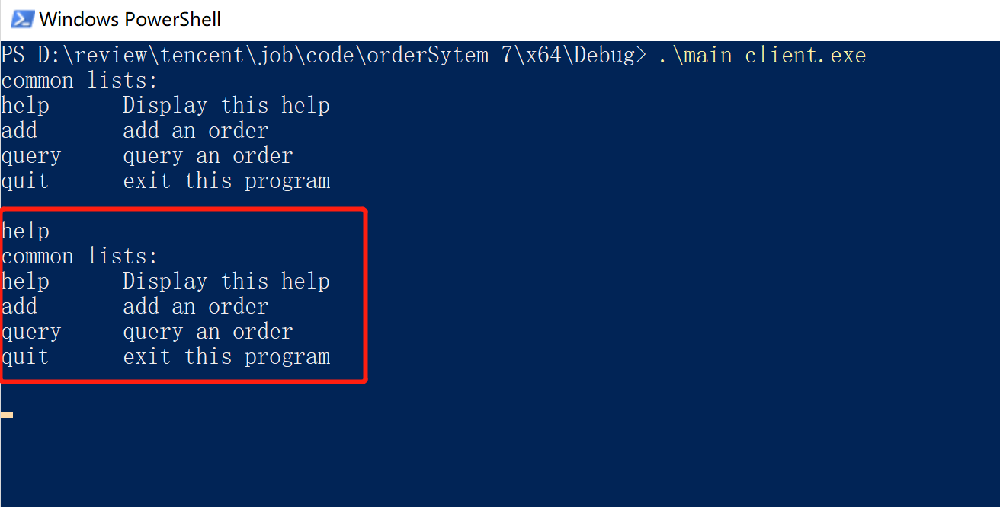 Windows PowerShell
PS D:\review\tencent\job\code\orderSytem_7\x64\Debug> .\main_client.exe
common lists:
help      Display this help
add       add an order
query     query an order
quit      exit this program
help
common lists:
help      Display this help
add       add an order
query     query an order
quit      exit this program